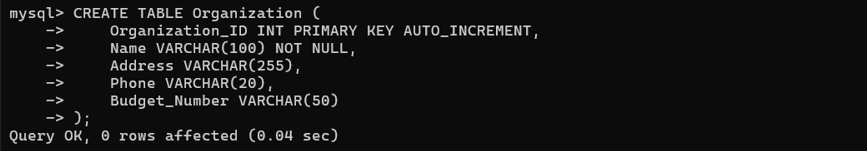 mysql> CREATE TABLE Organization (
    ->     Organization_ID INT PRIMARY KEY AUTO_INCREMENT,
    ->     Name VARCHAR(100) NOT NULL,
    ->     Address VARCHAR(255),
    ->     Phone VARCHAR(20),
    ->     Budget_Number VARCHAR(50)
    -> );
Query OK, 0 rows affected (0.04 sec)